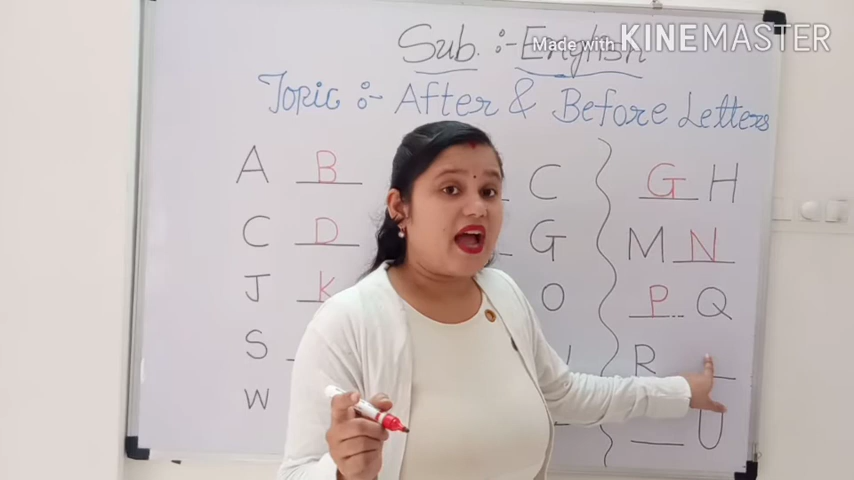 Sub. :- English
Made with KINEMASTER
Topic :- After & Before Letters
A B C G H
C D G M N
J K O P Q
S R
W U